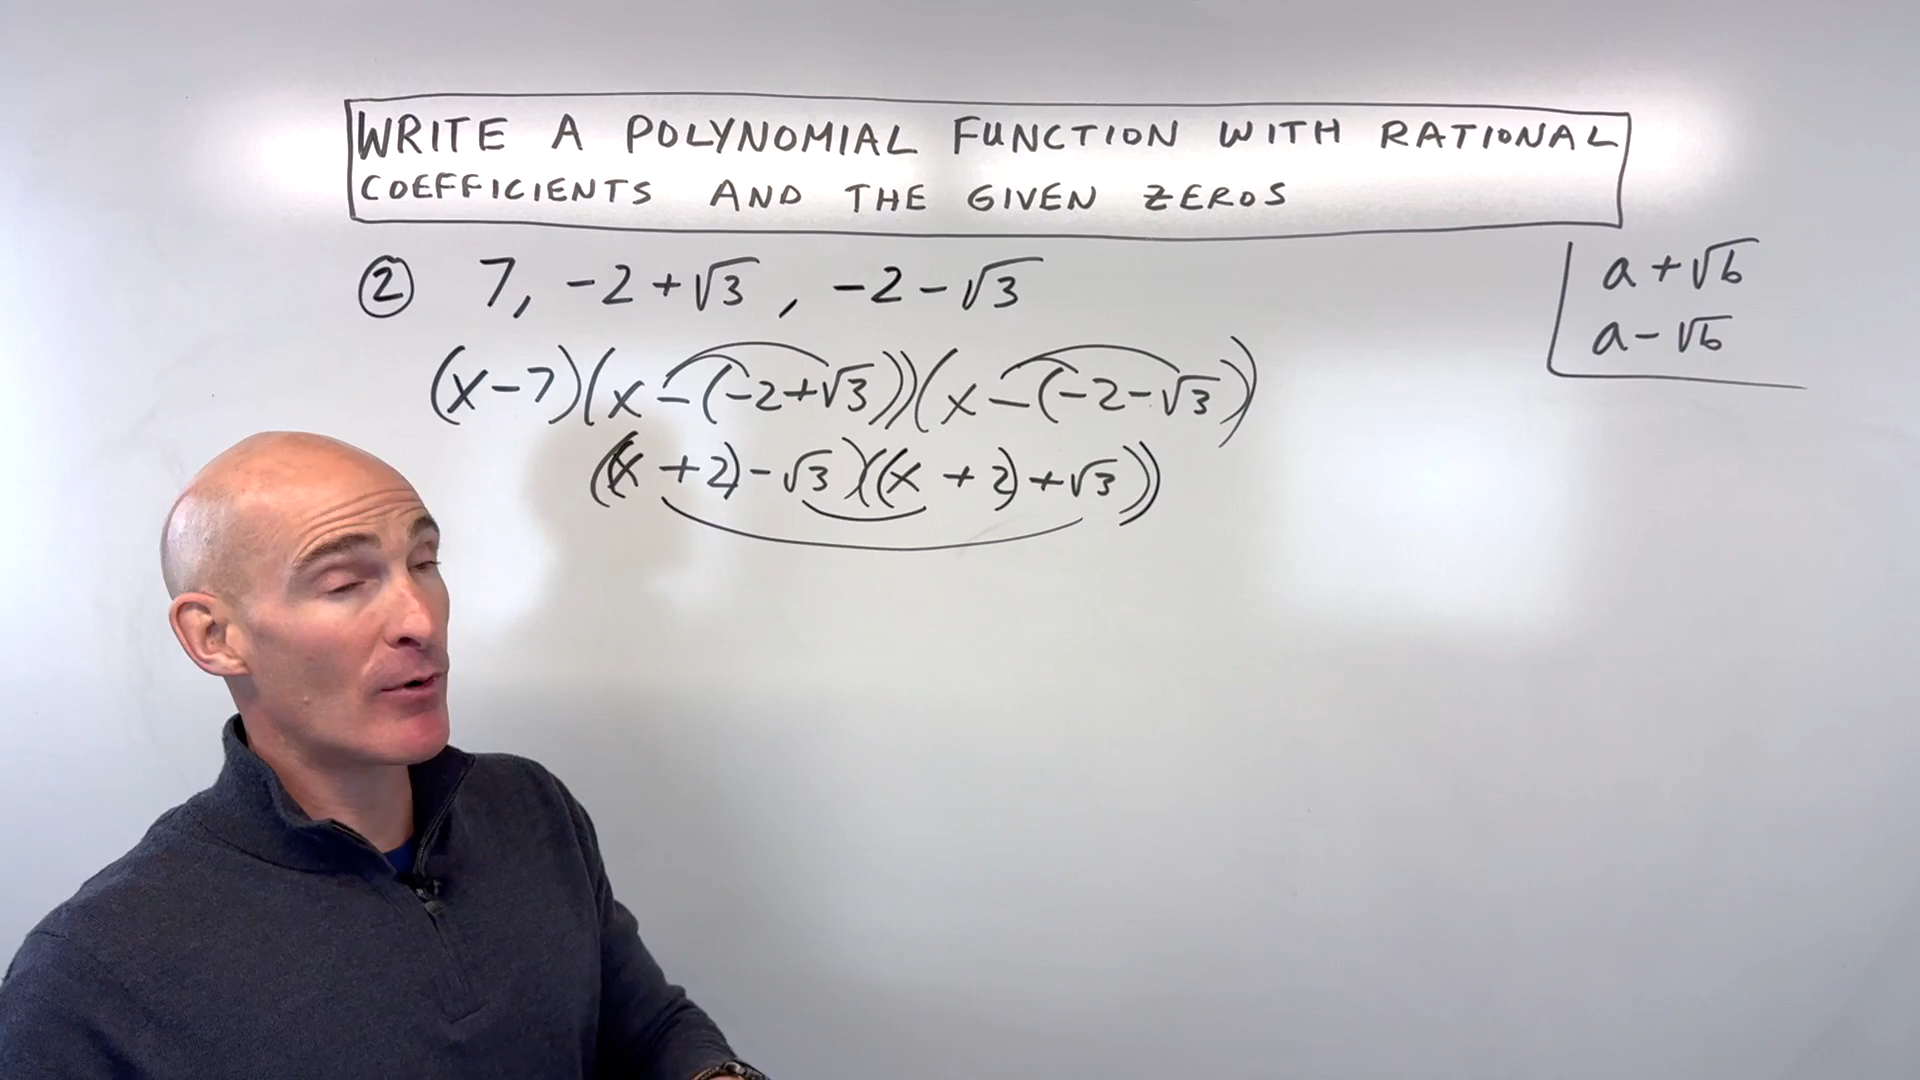 WRITE A POLYNOMIAL FUNCTION WITH RATIONAL
COEFFICIENTS AND THE GIVEN ZEROS
② 7, -2+√3, -2-√3
a+√b
a-√b
(x-7)(x-(-2+√3))(x-(-2-√3))
((x+2)-√3)((x+2)+√3))